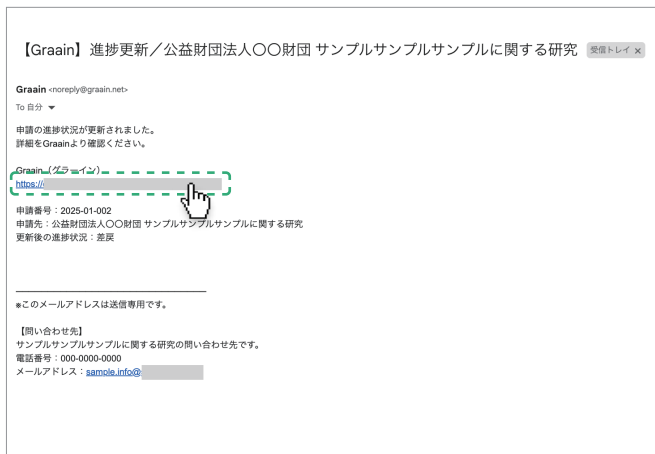 【Graain】進捗更新／公益財団法人〇〇財団 サンプルサンプルサンプルに関する研究 受信トレイ ×
Graain <noreply@graain.net>
To 自分 ▼
申請の進捗状況が更新されました。
詳細をGraainより確認ください。
Graain（グラーイン）
https://
申請番号：2025-01-002
申請先：公益財団法人〇〇財団 サンプルサンプルサンプルに関する研究
更新後の進捗状況：差戻
※このメールアドレスは送信専用です。
【問い合わせ先】
サンプルサンプルサンプルに関する研究の問い合わせ先です。
電話番号：000-0000-0000
メールアドレス：sample.info@